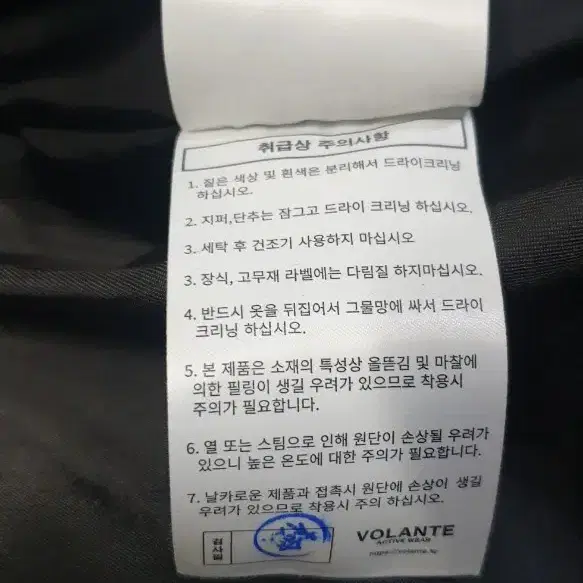 취급상 주의사항
1. 짙은 색상 및 흰색은 분리해서 드라이크리닝
하십시오.
2. 지퍼,단추는 잠그고 드라이 크리닝 하십시오.
3. 세탁 후 건조기 사용하지 마십시오
3. 장식, 고무재 라벨에는 다림질 하지마십시오.
4. 반드시 옷을 뒤집어서 그물망에 싸서 드라이
크리닝 하십시오.
5. 본 제품은 소재의 특성상 올뜯김 및 마찰에
의한 필링이 생길 우려가 있으므로 착용시
주의가 필요합니다.
6. 열 또는 스팀으로 인해 원단이 손상될 우려가
있으니 높은 온도에 대한 주의가 필요합니다.
7. 날카로운 제품과 접촉시 원단에 손상이 생길
우려가 있으므로 착용시 주의 하십시오.
검사필
VOLANTE
ACTIVE WEAR